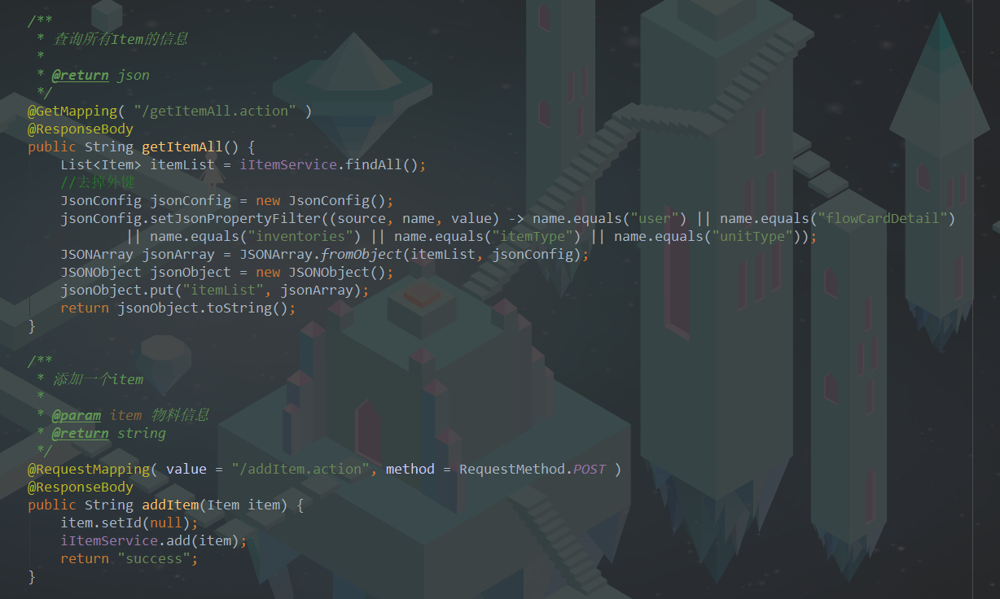 /**
 * 查询所有Item的信息
 *
 * @return json
 */
@GetMapping( "/getItemAll.action" )
@ResponseBody
public String getItemAll() {
    List<Item> itemList = iItemService.findAll();
    //去掉外键
    JsonConfig jsonConfig = new JsonConfig();
    jsonConfig.setJsonPropertyFilter((source, name, value) -> name.equals("user") || name.equals("flowCardDetail")
            || name.equals("inventories") || name.equals("itemType") || name.equals("unitType"));
    JSONArray jsonArray = JSONArray.fromObject(itemList, jsonConfig);
    JSONObject jsonObject = new JSONObject();
    jsonObject.put("itemList", jsonArray);
    return jsonObject.toString();
}

/**
 * 添加一个item
 *
 * @param item 物料信息
 * @return string
 */
@RequestMapping( value = "/addItem.action", method = RequestMethod.POST )
@ResponseBody
public String addItem(Item item) {
    item.setId(null);
    iItemService.add(item);
    return "success";
}